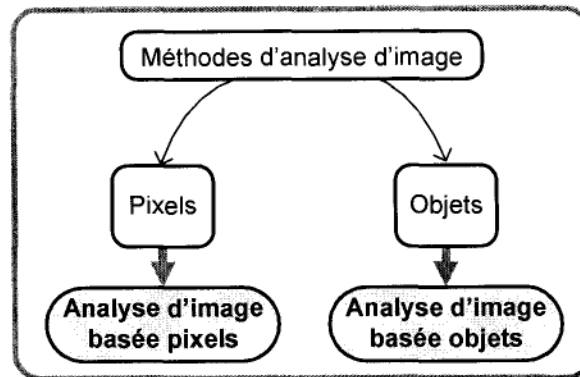 Méthodes d'analyse d'image
Pixels
Objets
Analyse d'image
basée pixels
Analyse d'image
basée objets